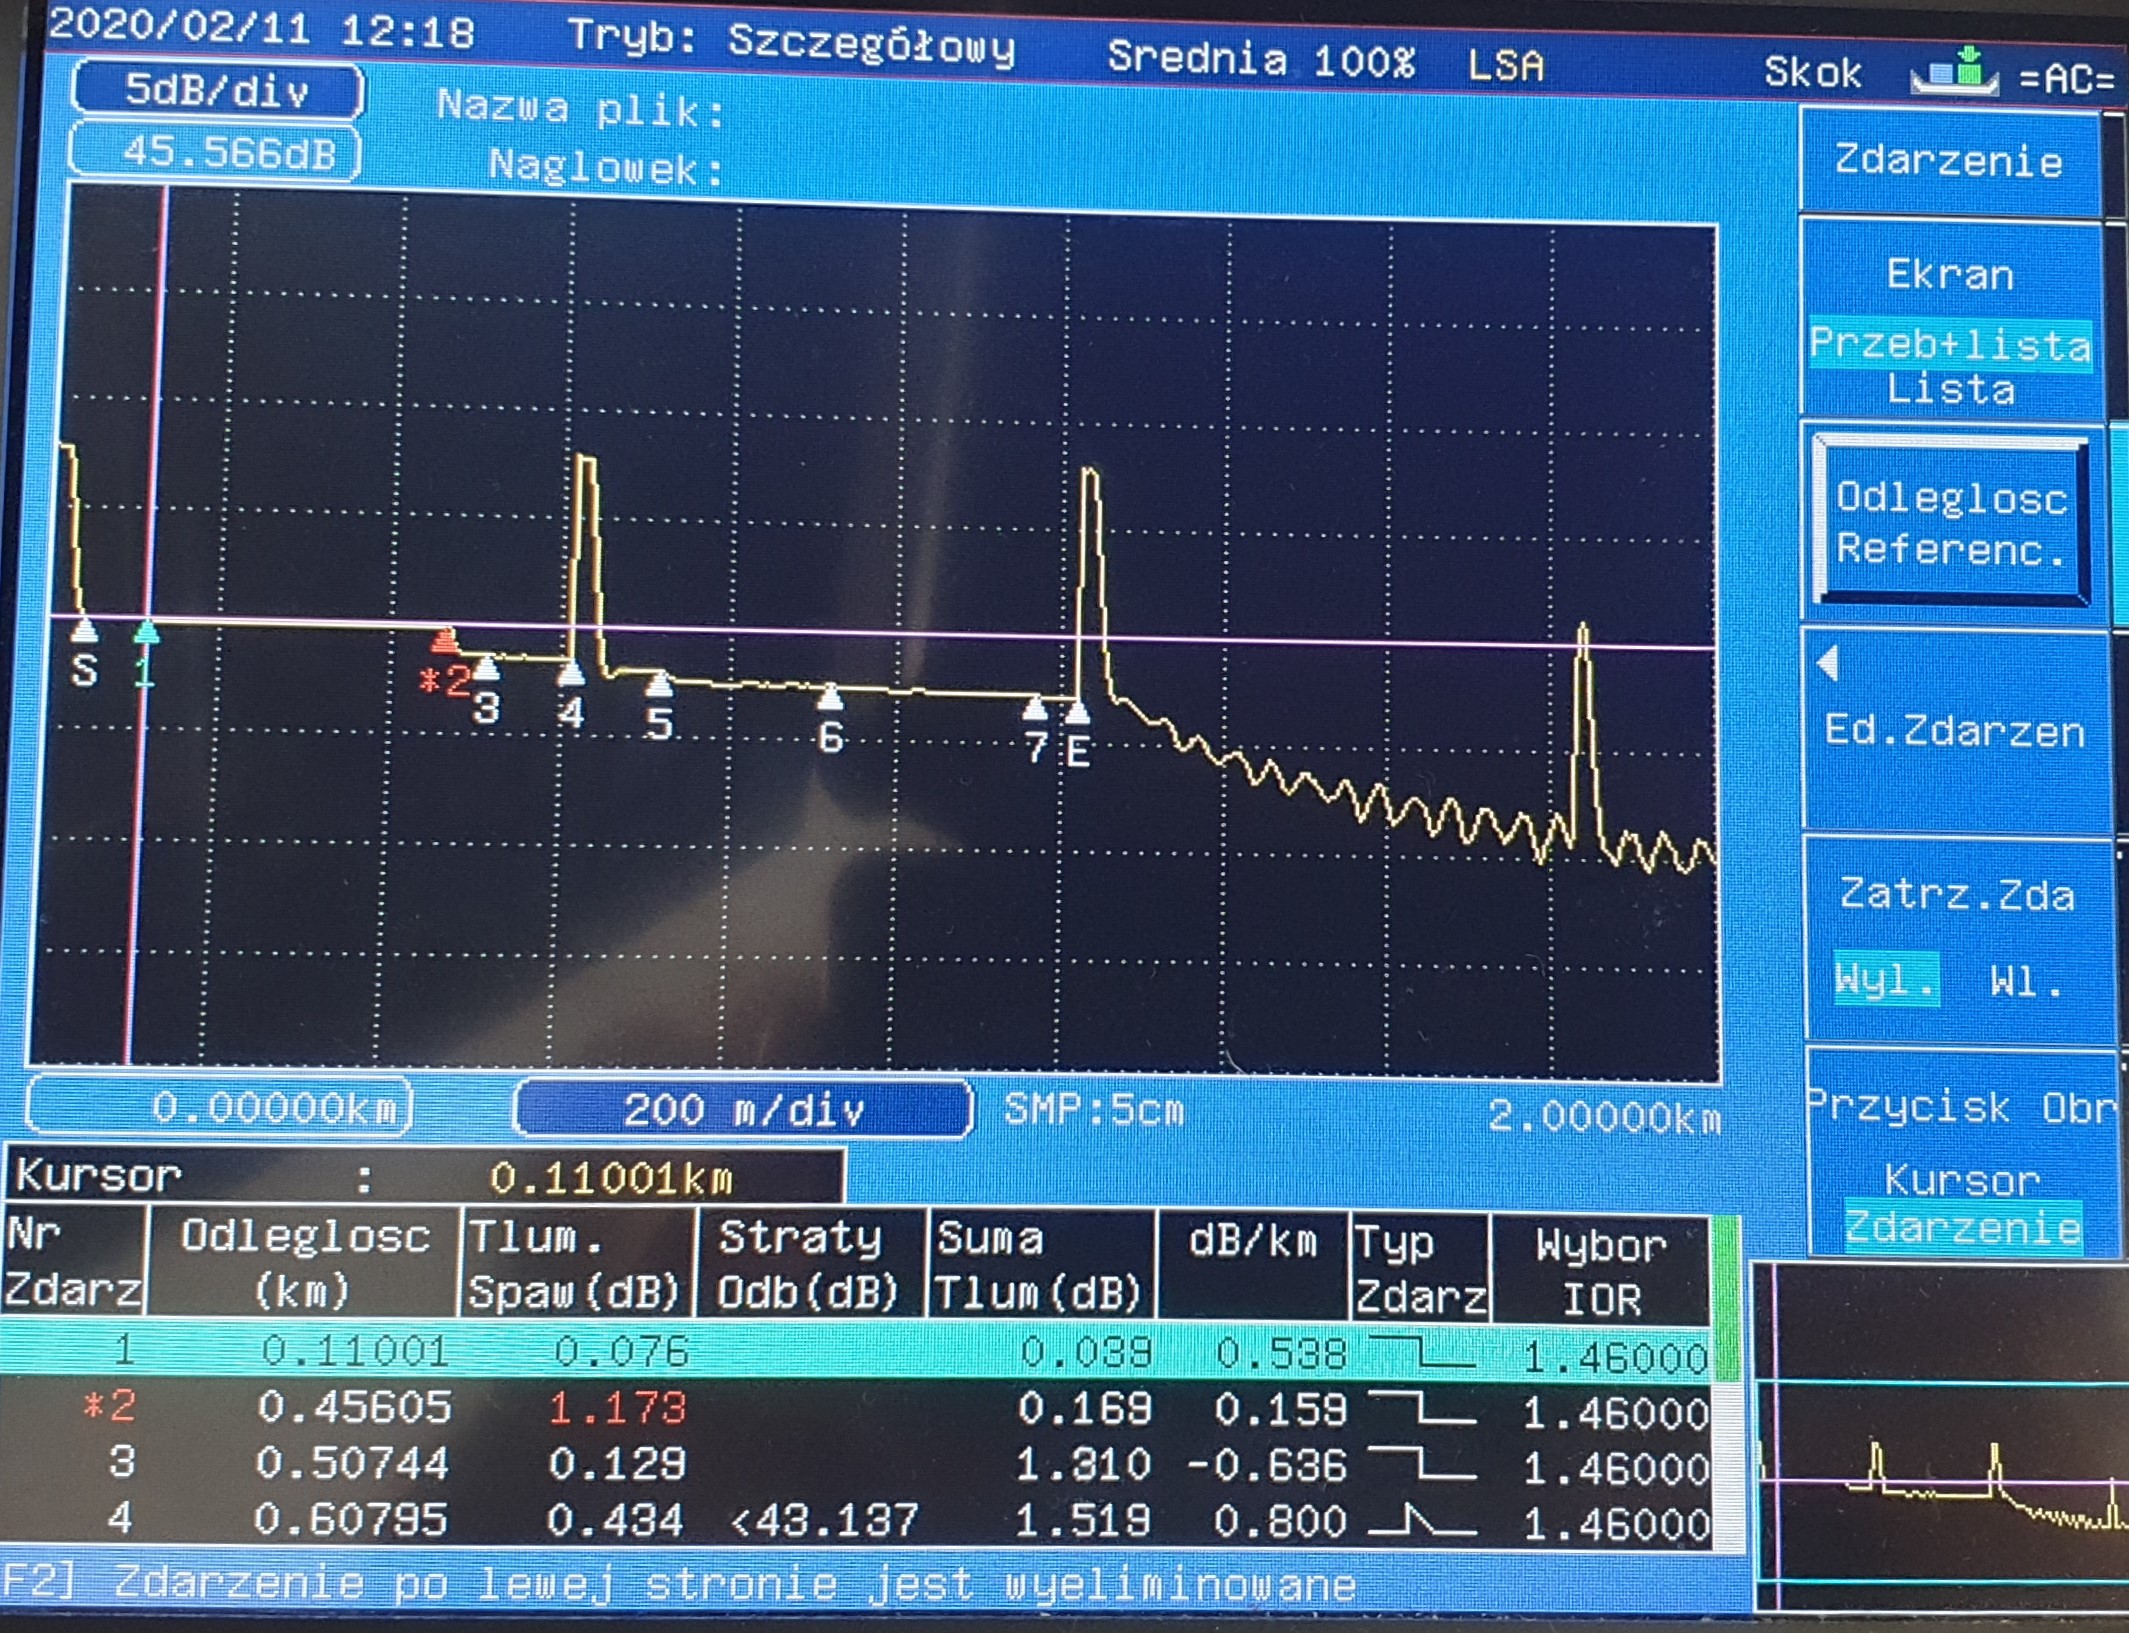 2020/02/11 12:18 Tryb: Szczegółowy Srednia 100% LSA Skok =AC=
5dB/div Nazwa plik:
45.566dB Naglowek:
Zdarzenie
Ekran
Przeb+lista
Lista
Odleglosc
Referenc.
Ed.Zdarzen
Zatrz.Zda
Wyl. Wl.
Przycisk Obr
Kursor
Zdarzenie
S 1 *2 3 4 5 6 7 E
0.00000km 200 m/div SMP:5cm 2.00000km
Kursor : 0.11001km
Nr Odleglosc Tlum. Straty Suma dB/km Typ Wybor
Zdarz (km) Spaw(dB) Odb(dB) Tlum(dB) Zdarz IOR
1 0.11001 0.076 0.039 0.538 1.46000
*2 0.45605 1.173 0.169 0.159 1.46000
3 0.50744 0.129 1.310 -0.636 1.46000
4 0.60795 0.434 <43.137 1.519 0.800 1.46000
F2] Zdarzenie po lewej stronie jest wyeliminowane